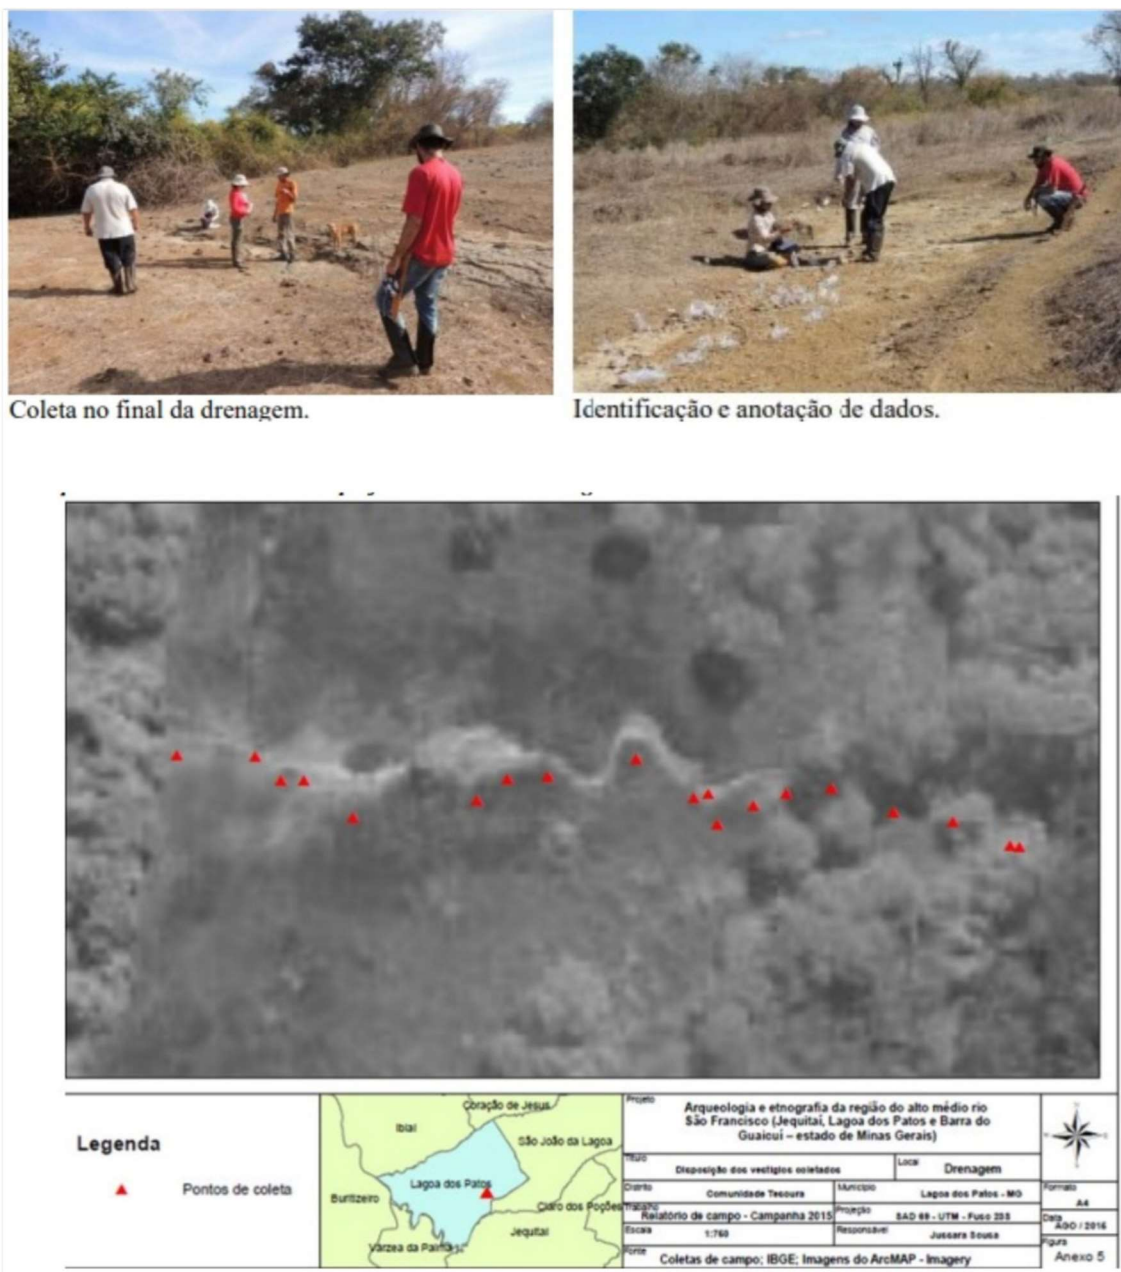 Coleta no final da drenagem.
Identificação e anotação de dados.
Legenda
Pontos de coleta
Coração de Jesus
Ibiaí
São João da Lagoa
Lagoa dos Patos
Buritizeiro
Claro dos Poções
Jequitaí
Várzea da Palma
Projeto
Arqueologia e etnografia da região do alto médio rio
São Francisco (Jequitaí, Lagoa dos Patos e Barra do
Guaicuí – estado de Minas Gerais)
Título
Disposição dos vestígios coletados
Local
Drenagem
Distrito
Comunidade Tesoura
Município
Lagoa dos Patos - MG
Trabalho
Relatório de campo - Campanha 2015
Projeção
SAD 69 - UTM - Fuso 23S
Escala
1:760
Responsável
Jussara Sousa
Fonte
Coletas de campo; IBGE; Imagens do ArcMAP - Imagery
Formato
A4
Data
AGO / 2016
Figura
Anexo 5